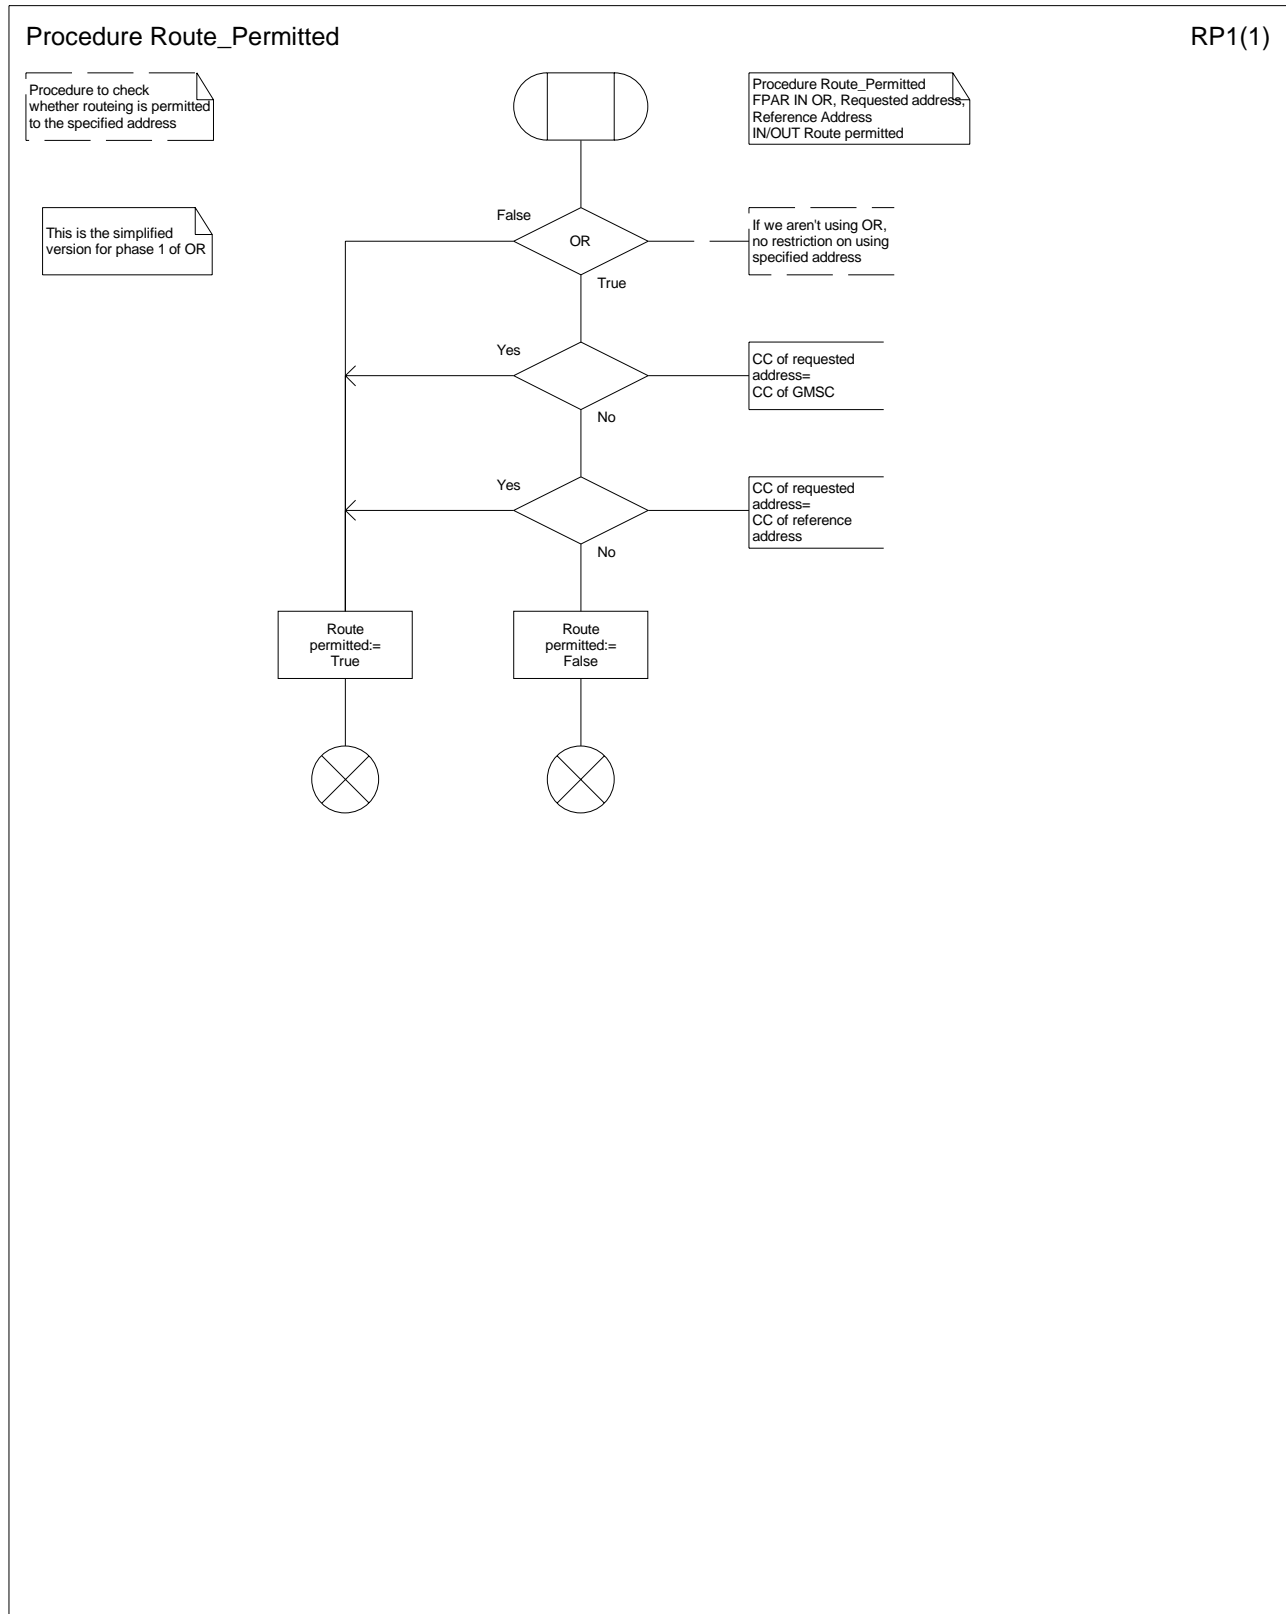 Procedure Route_Permitted
RP1(1)
Procedure to check
whether routeing is permitted
to the specified address
Procedure Route_Permitted
FPAR IN OR, Requested address,
Reference Address
IN/OUT Route permitted
This is the simplified
version for phase 1 of OR
False
OR
True
If we aren't using OR,
no restriction on using
specified address
Yes
No
CC of requested
address=
CC of GMSC
Yes
No
CC of requested
address=
CC of reference
address
Route
permitted:=
True
Route
permitted:=
False